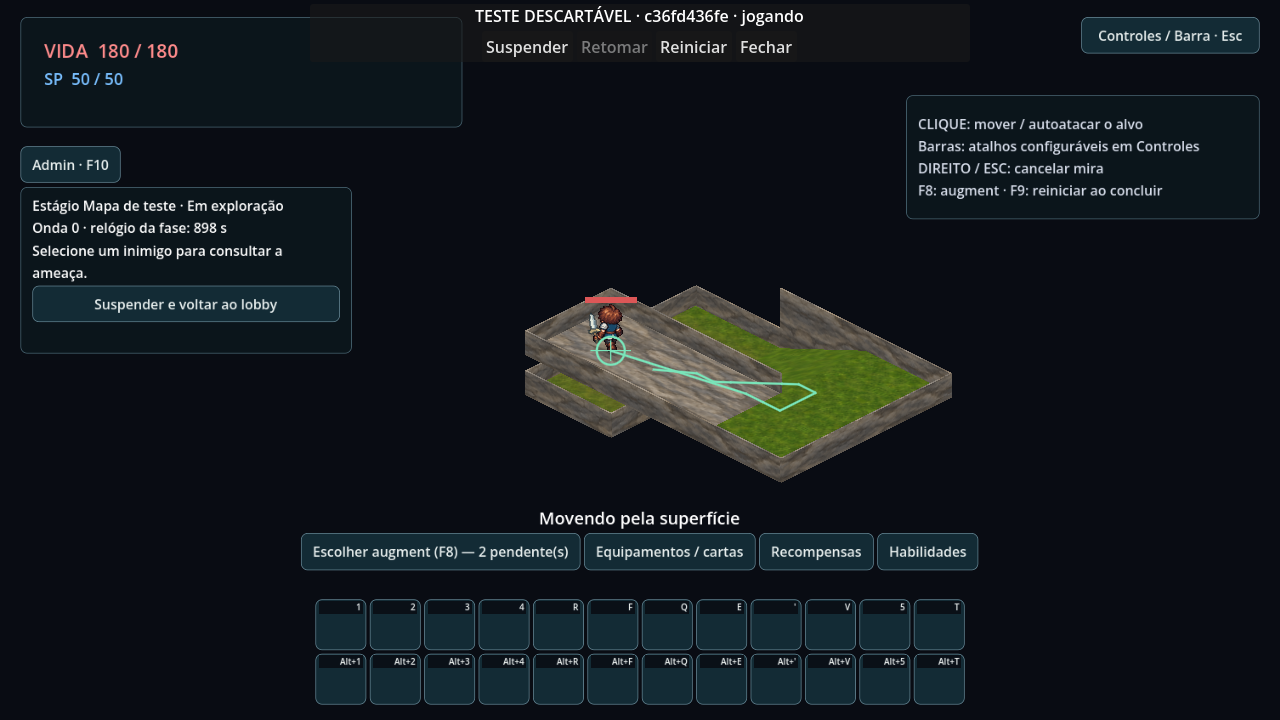 TESTE DESCARTÁVEL · c36fd436fe · jogando
Suspender Retomar Reiniciar Fechar
VIDA 180 / 180
SP 50 / 50
Controles / Barra · Esc
CLIQUE: mover / autoatacar o alvo
Barras: atalhos configuráveis em Controles
DIREITO / ESC: cancelar mira
F8: augment · F9: reiniciar ao concluir
Admin · F10
Estágio Mapa de teste · Em exploração
Onda 0 · relógio da fase: 898 s
Selecione um inimigo para consultar a
ameaça.
Suspender e voltar ao lobby
Movendo pela superfície
Escolher augment (F8) — 2 pendente(s) Equipamentos / cartas Recompensas Habilidades
1 2 3 4 R F Q E ' V 5 T
Alt+1 Alt+2 Alt+3 Alt+4 Alt+R Alt+F Alt+Q Alt+E Alt+' Alt+V Alt+5 Alt+T